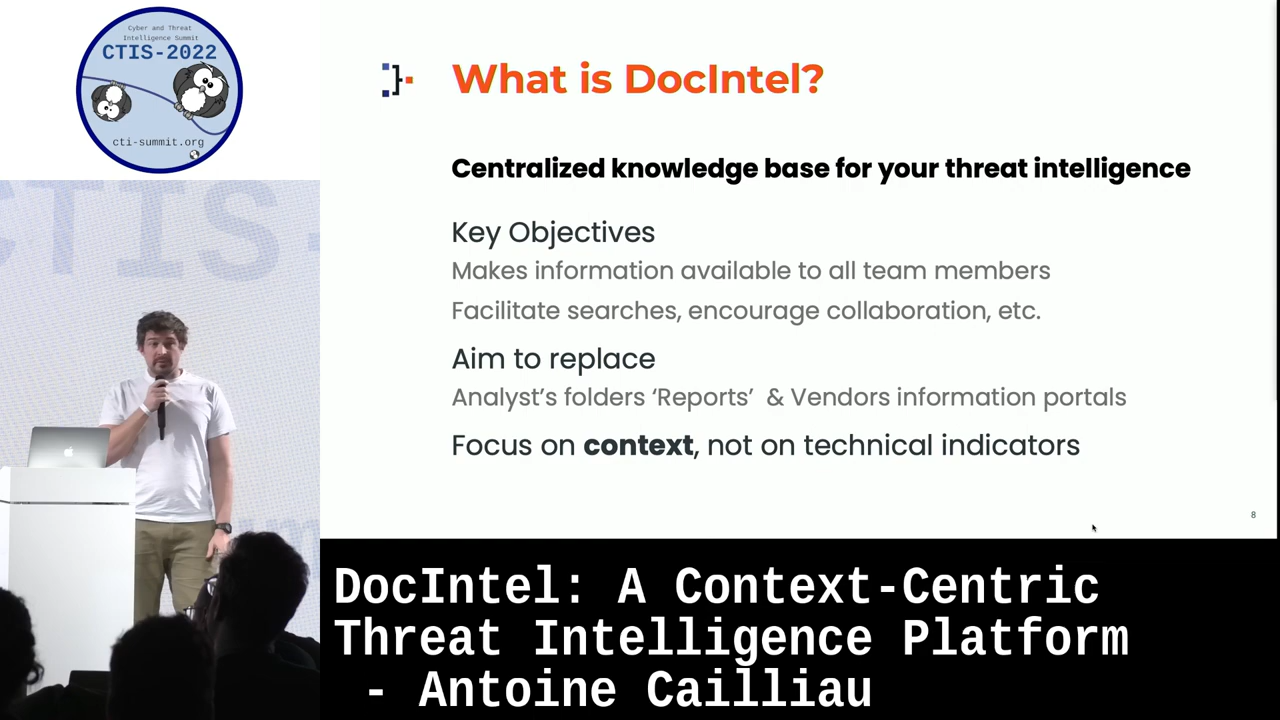 Cyber and Threat
Intelligence Summit
CTIS-2022
cti-summit.org
CTIS-
What is DocIntel?
Centralized knowledge base for your threat intelligence
Key Objectives
Makes information available to all team members
Facilitate searches, encourage collaboration, etc.
Aim to replace
Analyst’s folders ‘Reports’ & Vendors information portals
Focus on context, not on technical indicators
8
DocIntel: A Context-Centric
Threat Intelligence Platform
- Antoine Cailliau